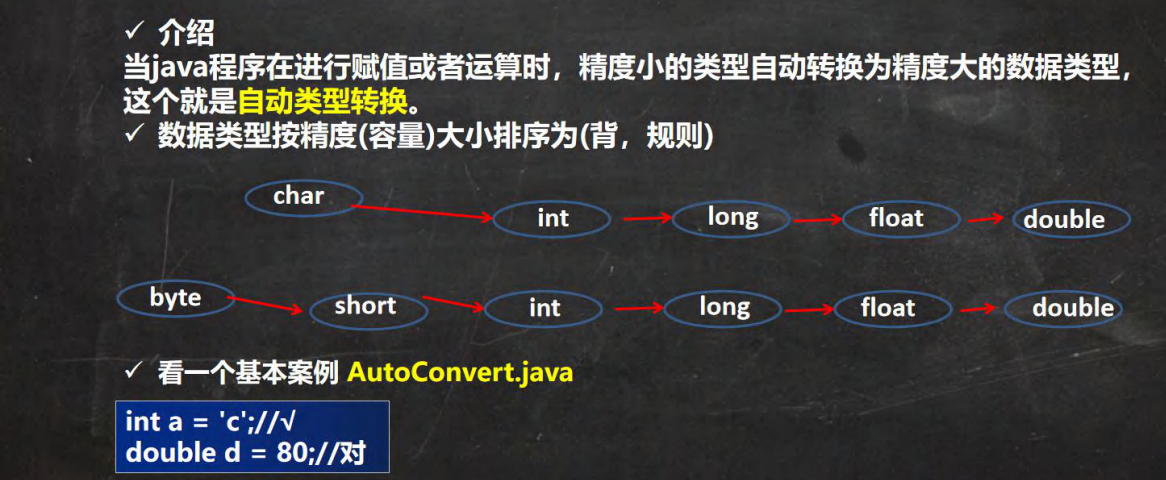 ✓ 介绍
当java程序在进行赋值或者运算时，精度小的类型自动转换为精度大的数据类型，
这个就是自动类型转换。
✓ 数据类型按精度(容量)大小排序为(背，规则)
char int long float double
byte short int long float double
✓ 看一个基本案例 AutoConvert.java
int a = 'c';//√
double d = 80;//对